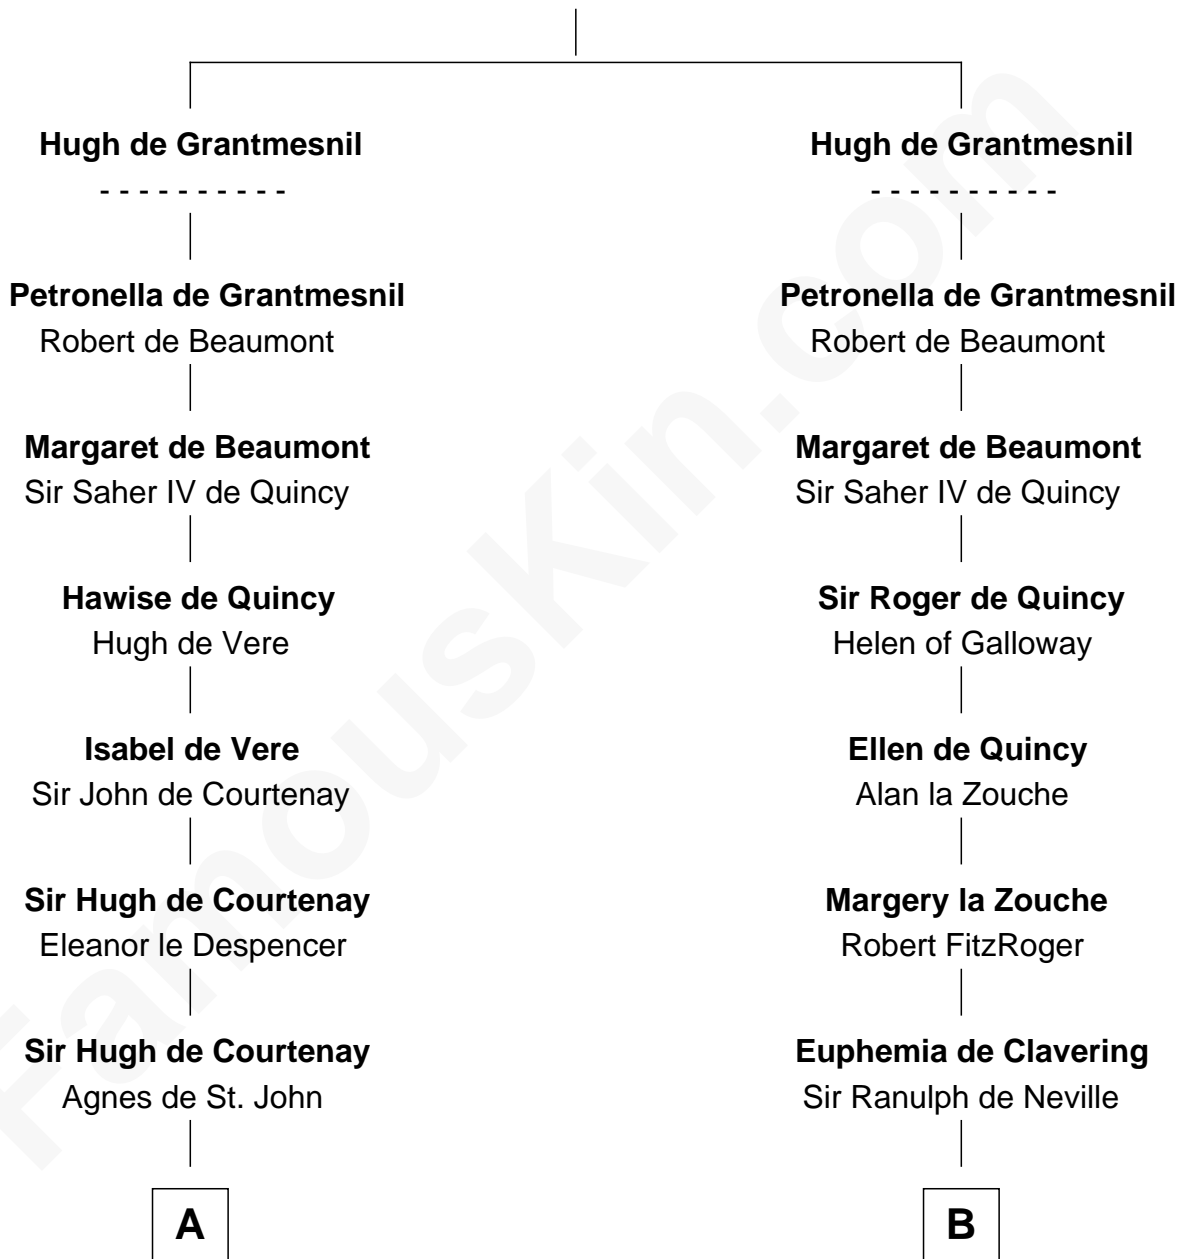 Hugh de Grantmesnil
Hugh de Grantmesnil
- - - - - - - - - -
- - - - - - - - - -
Petronella de Grantmesnil
Petronella de Grantmesnil
Robert de Beaumont
Robert de Beaumont
Margaret de Beaumont
Margaret de Beaumont
Sir Saher IV de Quincy
Sir Saher IV de Quincy
Hawise de Quincy
Sir Roger de Quincy
Hugh de Vere
Helen of Galloway
Isabel de Vere
Ellen de Quincy
Sir John de Courtenay
Alan la Zouche
Sir Hugh de Courtenay
Margery la Zouche
Eleanor le Despencer
Robert FitzRoger
Sir Hugh de Courtenay
Euphemia de Clavering
Agnes de St. John
Sir Ranulph de Neville
A
B
FamousKin.com